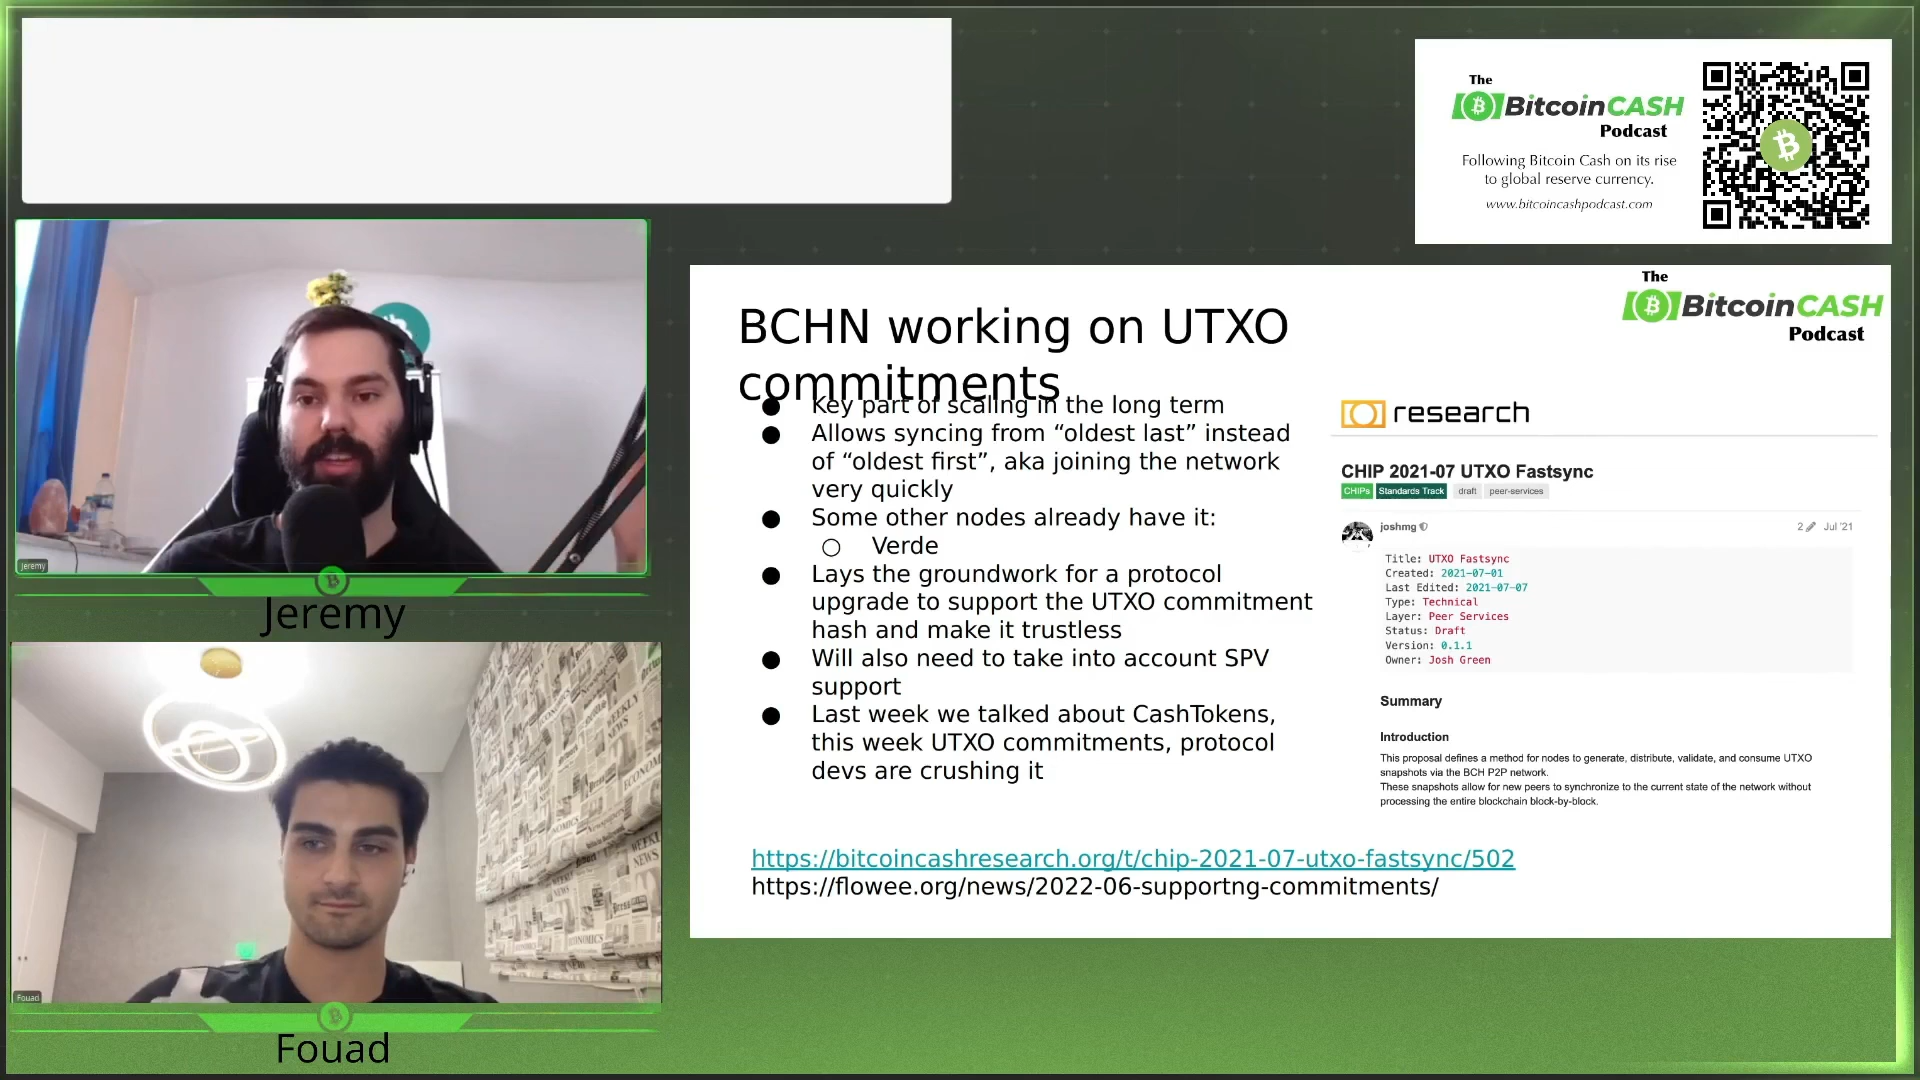 The
BitcoinCASH
Podcast
Following Bitcoin Cash on its rise
to global reserve currency.
www.bitcoincashpodcast.com
jeremy
Jeremy
Fouad
Fouad
WEEKLY
NEWS
ECONOMICS
The
BitcoinCASH
Podcast
BCHN working on UTXO
commitments
● Key part of scaling in the long term
● Allows syncing from “oldest last” instead
of “oldest first”, aka joining the network
very quickly
● Some other nodes already have it:
○ Verde
● Lays the groundwork for a protocol
upgrade to support the UTXO commitment
hash and make it trustless
● Will also need to take into account SPV
support
● Last week we talked about CashTokens,
this week UTXO commitments, protocol
devs are crushing it
research
CHIP 2021-07 UTXO Fastsync
CHIPs Standards Track draft peer-services
joshmg 2 Jul '21
Title: UTXO Fastsync
Created: 2021-07-01
Last Edited: 2021-07-07
Type: Technical
Layer: Peer Services
Status: Draft
Version: 0.1.1
Owner: Josh Green
Summary
Introduction
This proposal defines a method for nodes to generate, distribute, validate, and consume UTXO
snapshots via the BCH P2P network.
These snapshots allow for new peers to synchronize to the current state of the network without
processing the entire blockchain block-by-block.
https://bitcoincashresearch.org/t/chip-2021-07-utxo-fastsync/502
https://flowee.org/news/2022-06-supportng-commitments/